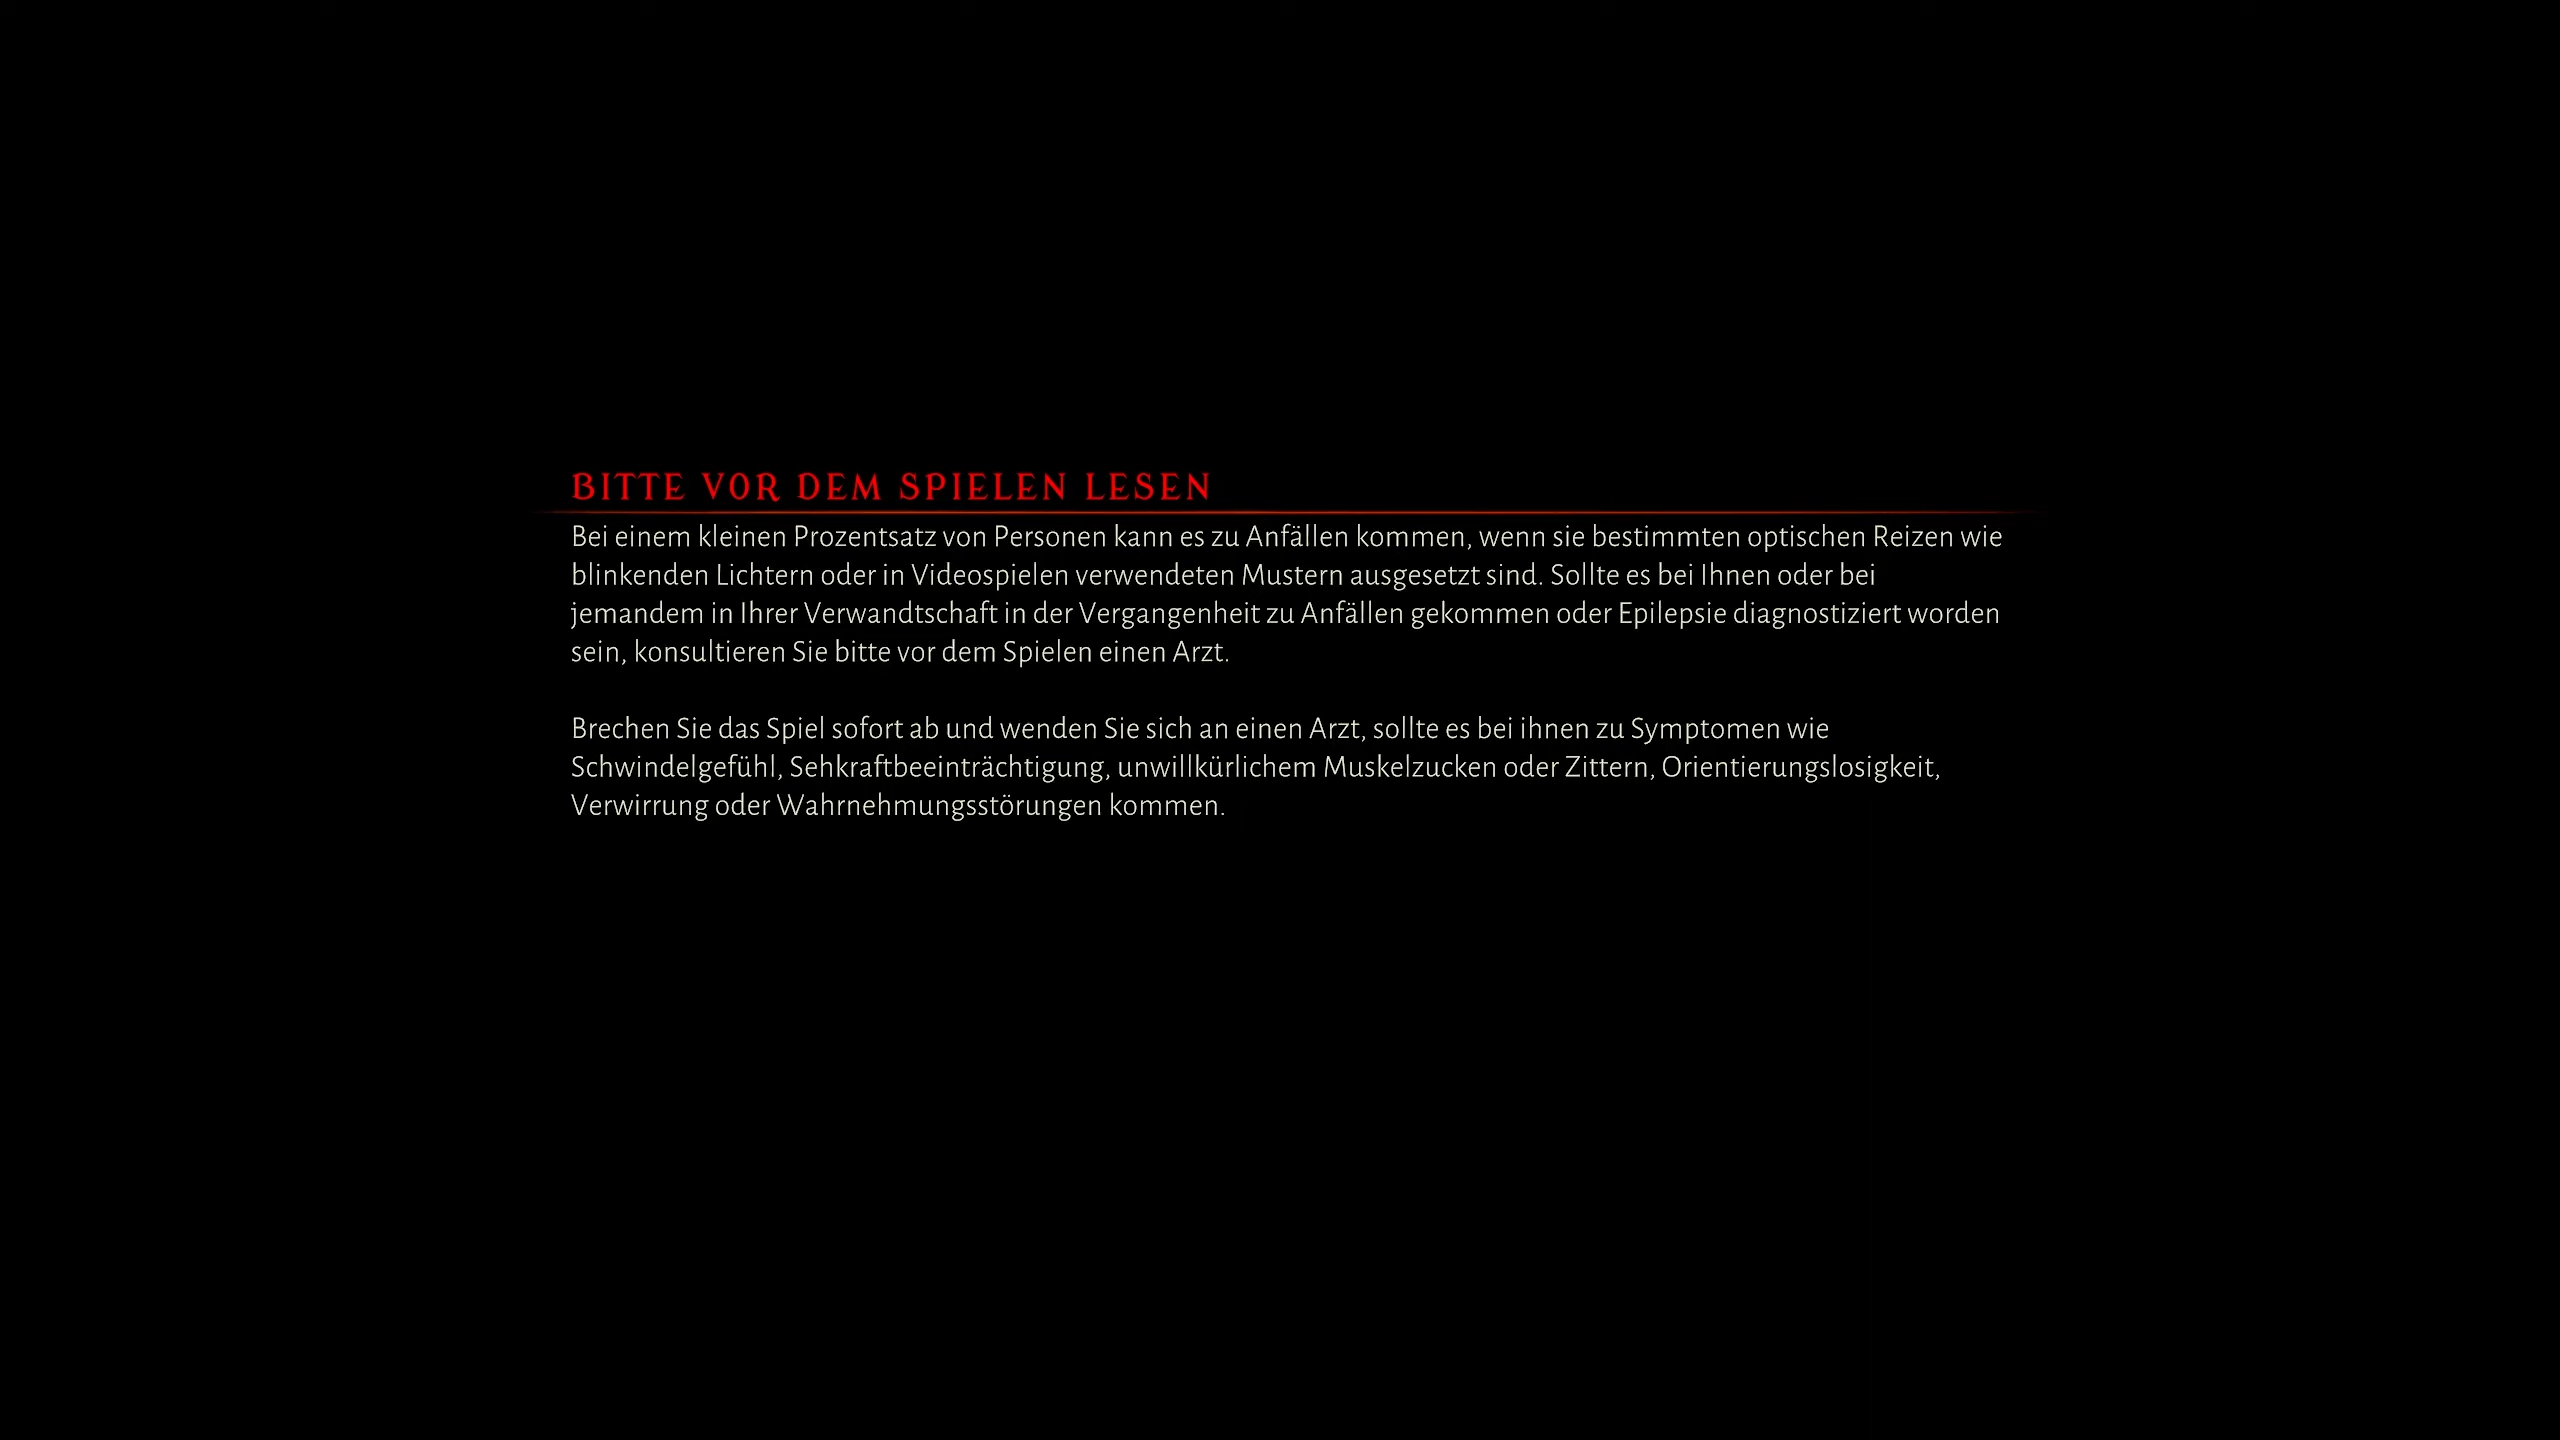 BITTE VOR DEM SPIELEN LESEN
Bei einem kleinen Prozentsatz von Personen kann es zu Anfällen kommen, wenn sie bestimmten optischen Reizen wie
blinkenden Lichtern oder in Videospielen verwendeten Mustern ausgesetzt sind. Sollte es bei Ihnen oder bei
jemandem in Ihrer Verwandtschaft in der Vergangenheit zu Anfällen gekommen oder Epilepsie diagnostiziert worden
sein, konsultieren Sie bitte vor dem Spielen einen Arzt.
Brechen Sie das Spiel sofort ab und wenden Sie sich an einen Arzt, sollte es bei ihnen zu Symptomen wie
Schwindelgefühl, Sehkraftbeeinträchtigung, unwillkürlichem Muskelzucken oder Zittern, Orientierungslosigkeit,
Verwirrung oder Wahrnehmungsstörungen kommen.